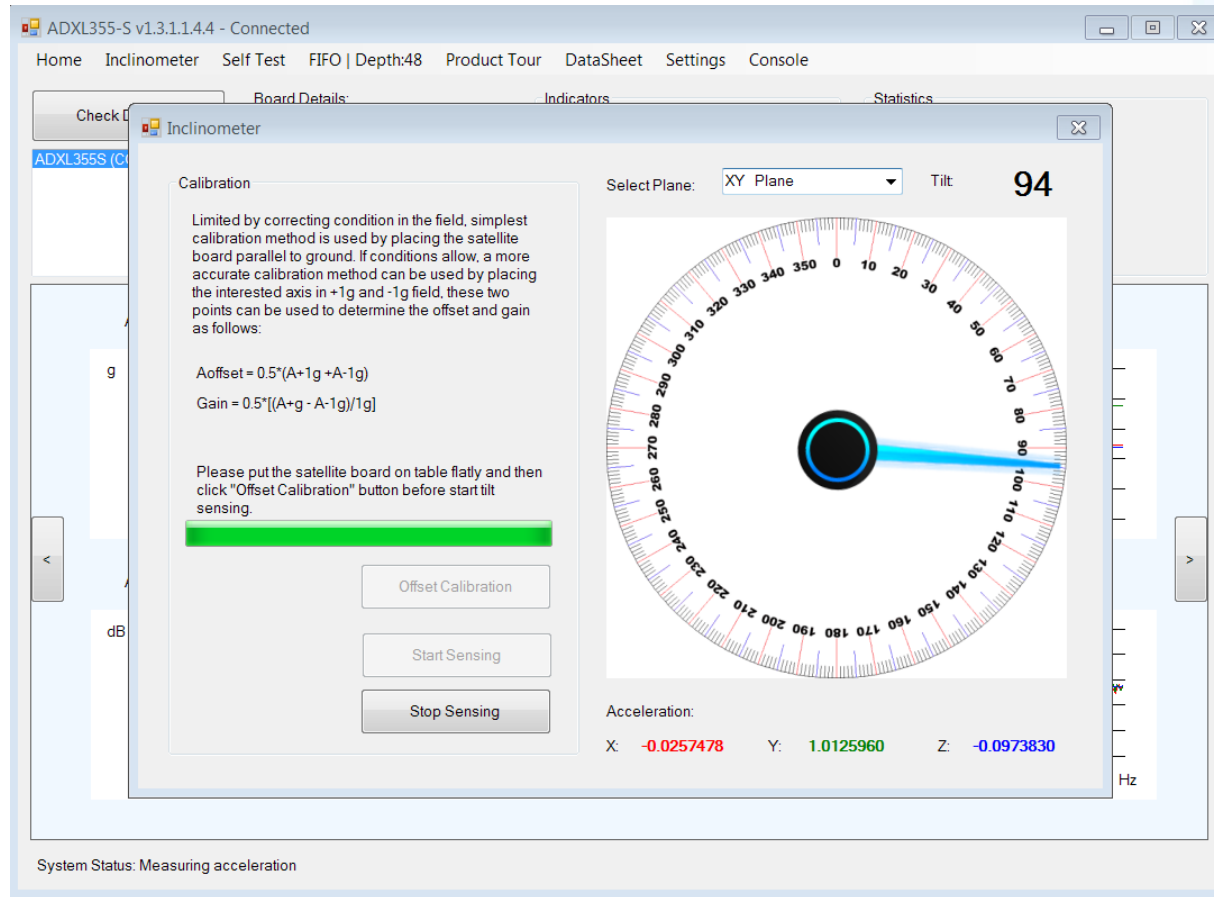 ADXL355-S v1.3.1.1.4.4 - Connected
Home Inclinometer Self Test FIFO | Depth:48 Product Tour DataSheet Settings Console
Board Details: Indicators Statistics
Check
ADXL355S
Inclinometer
Calibration
Limited by correcting condition in the field, simplest
calibration method is used by placing the satellite
board parallel to ground. If conditions allow, a more
accurate calibration method can be used by placing
the interested axis in +1g and -1g field, these two
points can be used to determine the offset and gain
as follows:
Aoffset = 0.5*(A+1g +A-1g)
Gain = 0.5*[(A+g - A-1g)/1g]
Please put the satellite board on table flatly and then
click "Offset Calibration" button before start tilt
sensing.
Offset Calibration
Start Sensing
Stop Sensing
Select Plane: XY Plane Tilt: 94
0 10 20 30 40 50 60 70 80 90 100 110 120 130 140 150 160 170 180 190 200 210 220 230 240 250 260 270 280 290 300 310 320 330 340 350
Acceleration:
X: -0.0257478 Y: 1.0125960 Z: -0.0973830
g
<
>
dB
Hz
System Status: Measuring acceleration